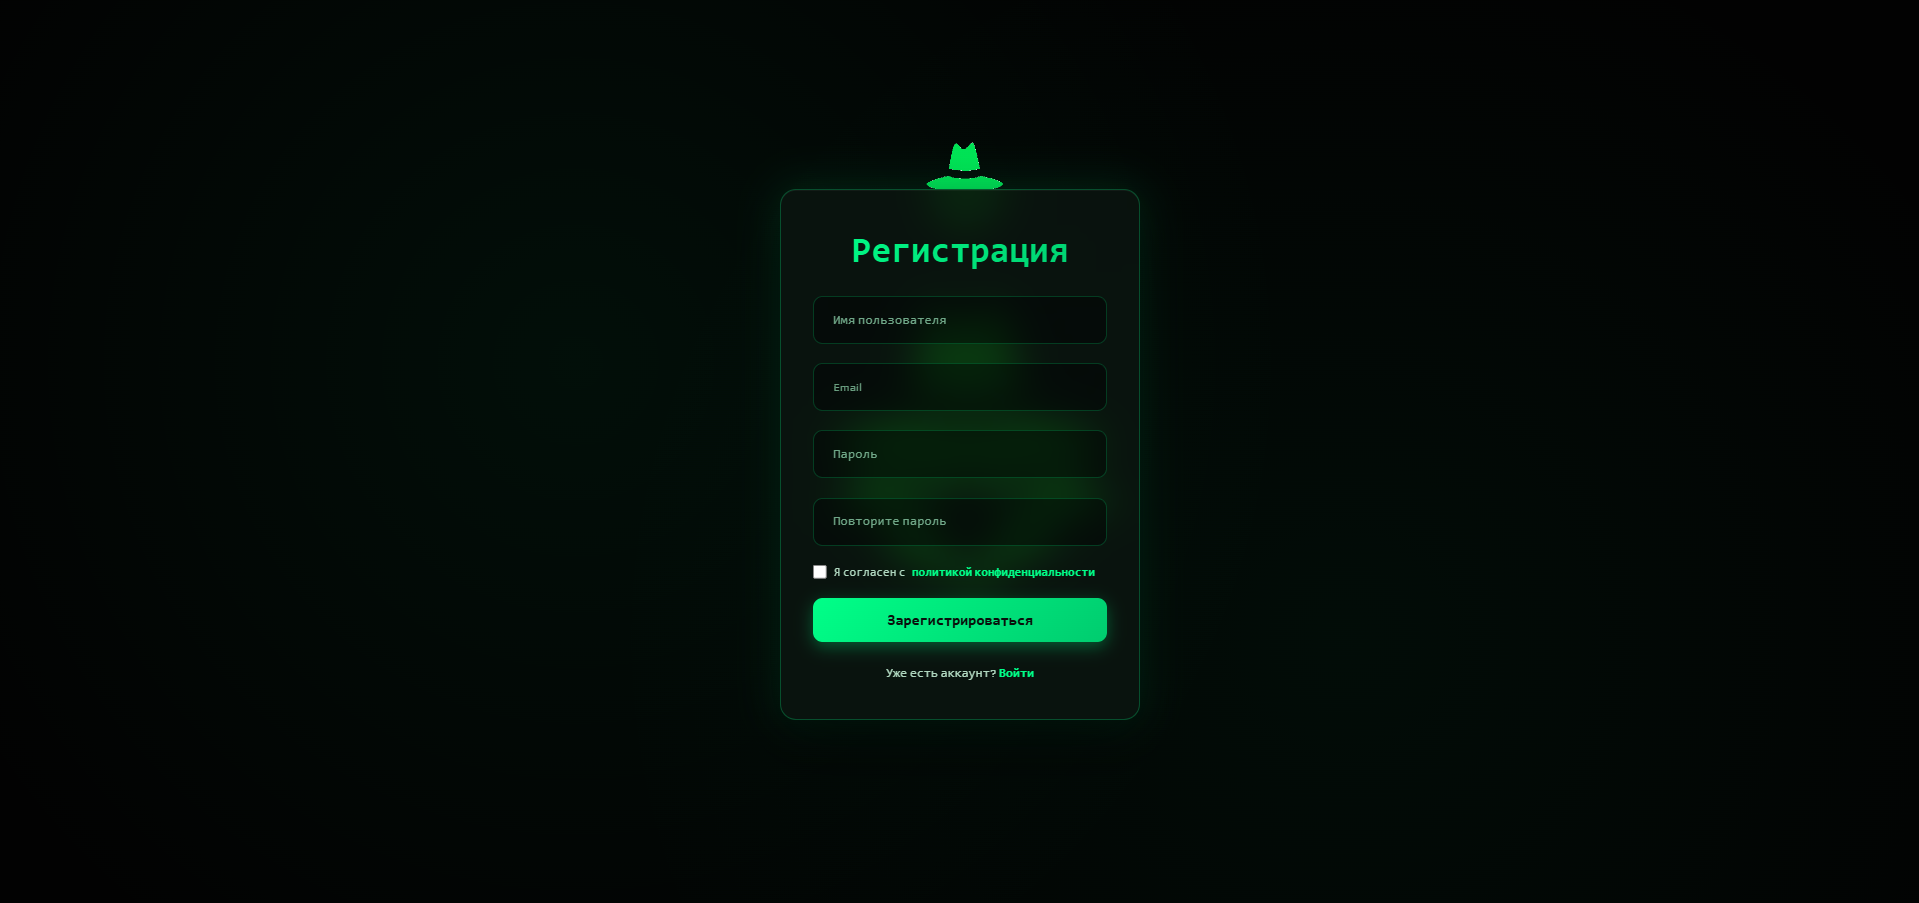 Регистрация
Имя пользователя
Email
Пароль
Повторите пароль
Я согласен с политикой конфиденциальности
Зарегистрироваться
Уже есть аккаунт? Войти